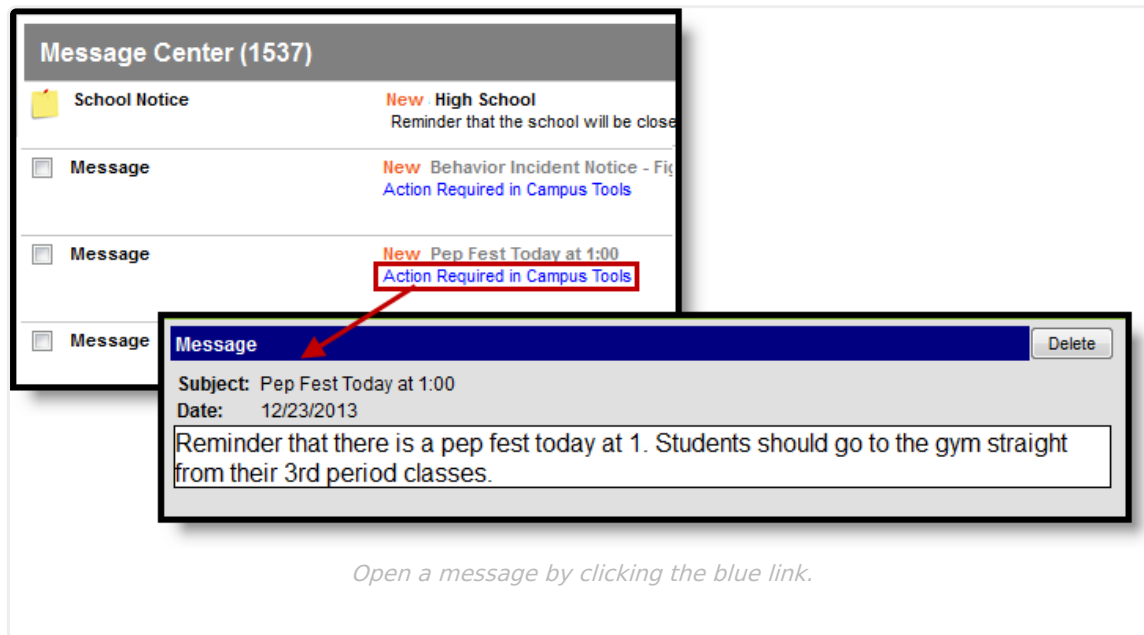 Message Center (1537)
School Notice New High School
Reminder that the school will be close
Message New Behavior Incident Notice - Fig
Action Required in Campus Tools
Message New Pep Fest Today at 1:00
Action Required in Campus Tools
Message
Message Delete
Subject: Pep Fest Today at 1:00
Date: 12/23/2013
Reminder that there is a pep fest today at 1. Students should go to the gym straight
from their 3rd period classes.
Open a message by clicking the blue link.